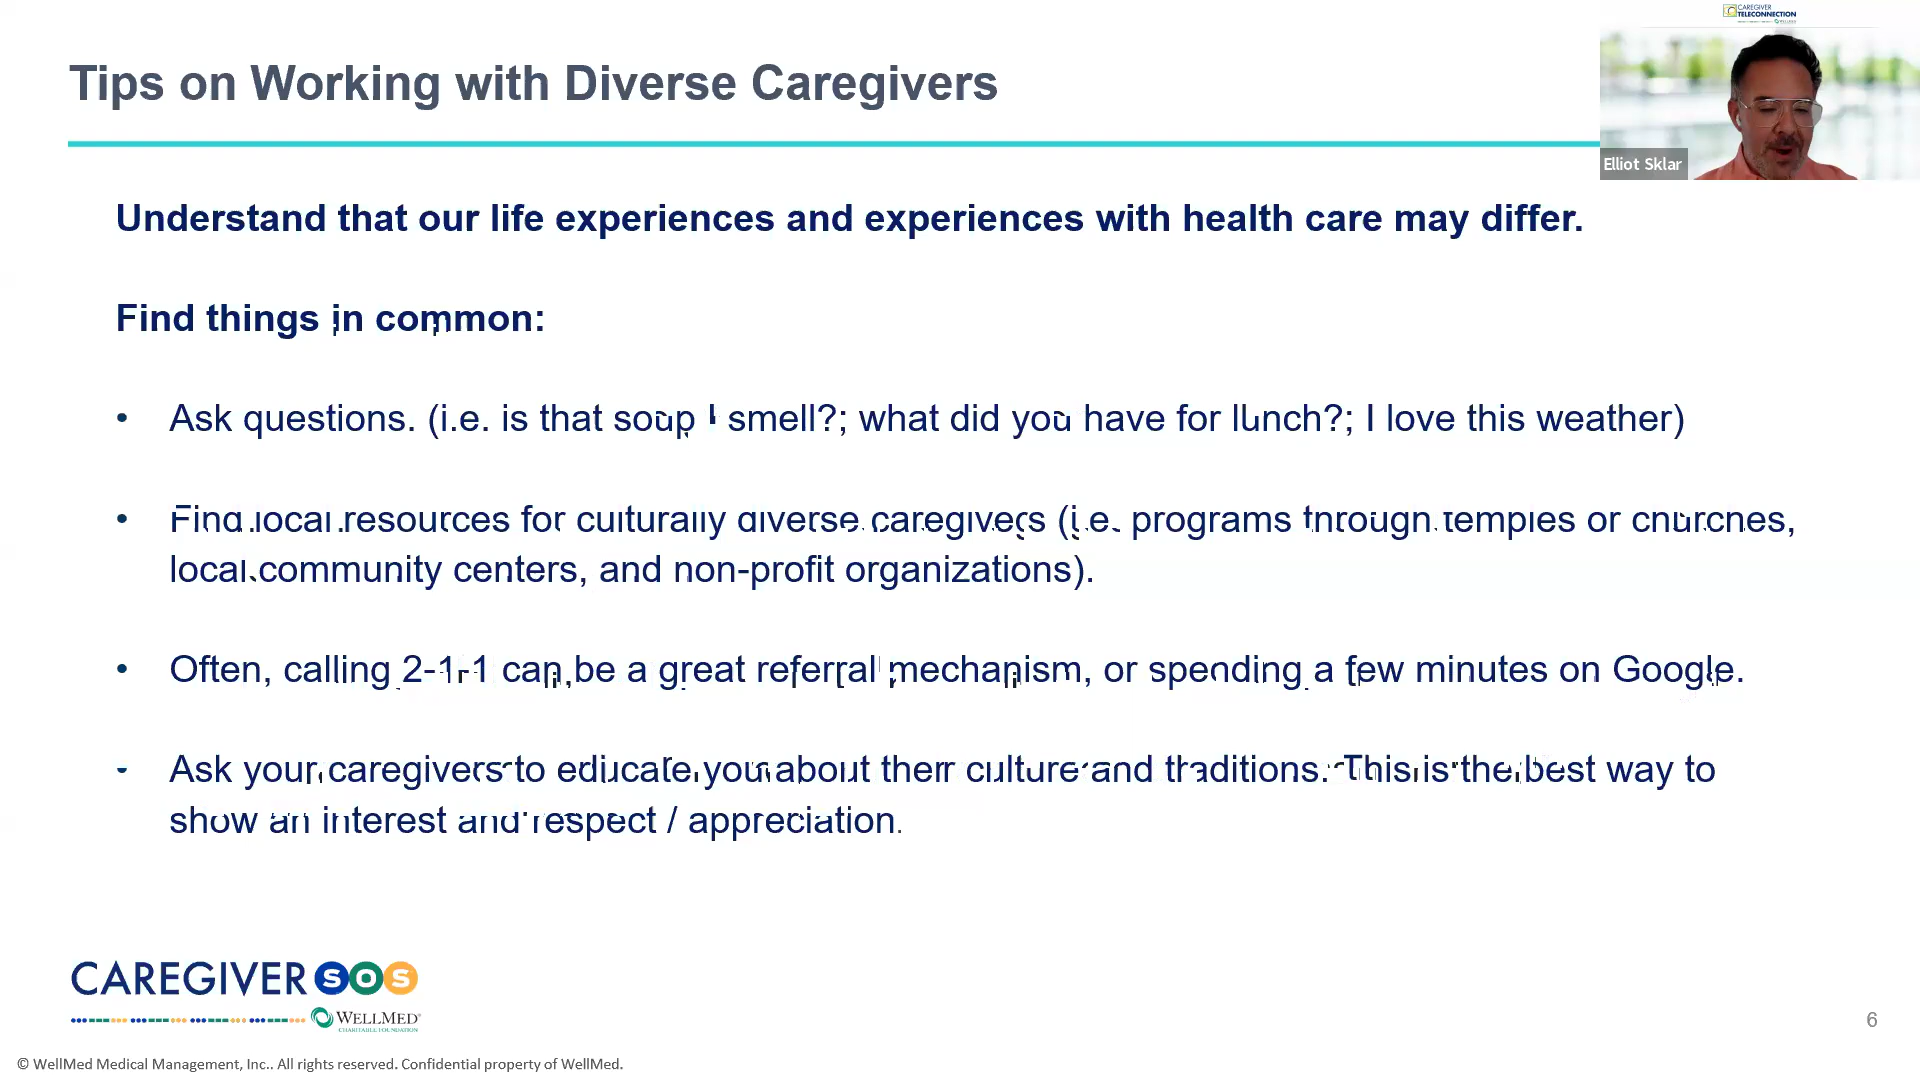 CAREGIVER
TELECONNECTION
Tips on Working with Diverse Caregivers
Elliot Sklar
Understand that our life experiences and experiences with health care may differ.
Find things in common:
• Ask questions. (i.e. is that soup I smell?; what did you have for lunch?; I love this weather)
• Find local resources for culturally diverse caregivers (i.e. programs through temples or churches,
local community centers, and non-profit organizations).
• Often, calling 2-1-1 can be a great referral mechanism, or spending a few minutes on Google.
• Ask your caregivers to educate you about their culture and traditions. This is the best way to
show an interest and respect / appreciation.
CAREGIVER SOS
WELLMED®
CHARITABLE FOUNDATION
6
© WellMed Medical Management, Inc.. All rights reserved. Confidential property of WellMed.